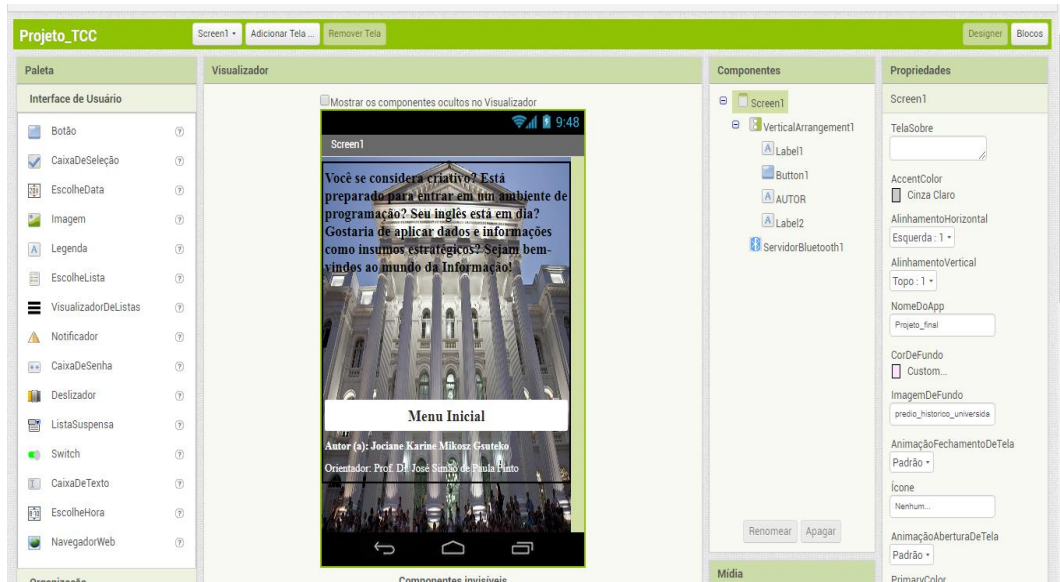 Projeto_TCC
Screen1
Adicionar Tela ...
Remover Tela
Designer
Blocos
Paleta
Interface de Usuário
Botão
CaixaDeSeleção
EscolheData
Imagem
Legenda
EscolheLista
VisualizadorDeListas
Notificador
CaixaDeSenha
Deslizador
ListaSuspensa
Switch
CaixaDeTexto
EscolheHora
NavegadorWeb
Organização
Visualizador
Mostrar os componentes ocultos no Visualizador
9:48
Screen1
Você se considera criativo? Está
preparado para entrar em um ambiente de
programação? Seu inglês está em dia?
Gostaria de aplicar dados e informações
como insumos estratégicos? Sejam bem-
vindos ao mundo da Informação!
Menu Inicial
Autor (a): Jociane Karine Mikosz Gsuteko
Orientador: Prof. Dr. José Simão de Paula Pinto
Componentes invisíveis
Componentes
Screen1
VerticalArrangement1
Label1
Button1
AUTOR
Label2
ServidorBluetooth1
Renomear
Apagar
Mídia
Propriedades
Screen1
TelaSobre
AccentColor
Cinza Claro
AlinhamentoHorizontal
Esquerda : 1
AlinhamentoVertical
Topo : 1
NomeDoApp
Projeto_final
CorDeFundo
Custom...
ImagemDeFundo
predio_historico_universida
AnimaçãoFechamentoDeTela
Padrão
Ícone
Nenhum...
AnimaçãoAberturaDeTela
Padrão
PrimaryColor